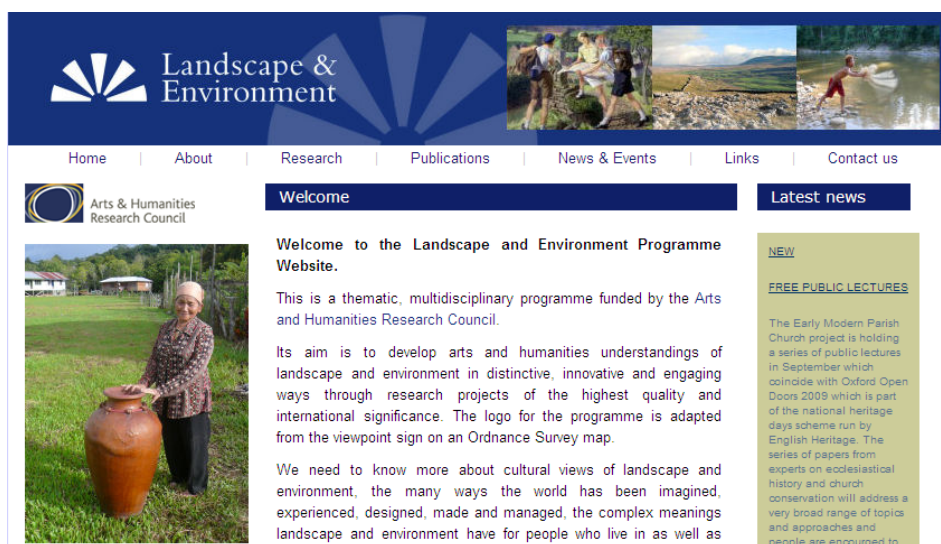 Landscape &
Environment
Home
About
Research
Publications
News & Events
Links
Contact us
Arts & Humanities
Research Council
Welcome
Welcome to the Landscape and Environment Programme
Website.
This is a thematic, multidisciplinary programme funded by the Arts
and Humanities Research Council.
Its aim is to develop arts and humanities understandings of
landscape and environment in distinctive, innovative and engaging
ways through research projects of the highest quality and
international significance. The logo for the programme is adapted
from the viewpoint sign on an Ordnance Survey map.
We need to know more about cultural views of landscape and
environment, the many ways the world has been imagined,
experienced, designed, made and managed, the complex meanings
landscape and environment have for people who live in as well as
Latest news
NEW
FREE PUBLIC LECTURES
The Early Modern Parish
Church project is holding
a series of public lectures
in September which
coincide with Oxford Open
Doors 2009 which is part
of the national heritage
days scheme run by
English Heritage. The
series of papers from
experts on ecclesiastical
history and church
conservation will address a
very broad range of topics
and approaches and
people are encourned to